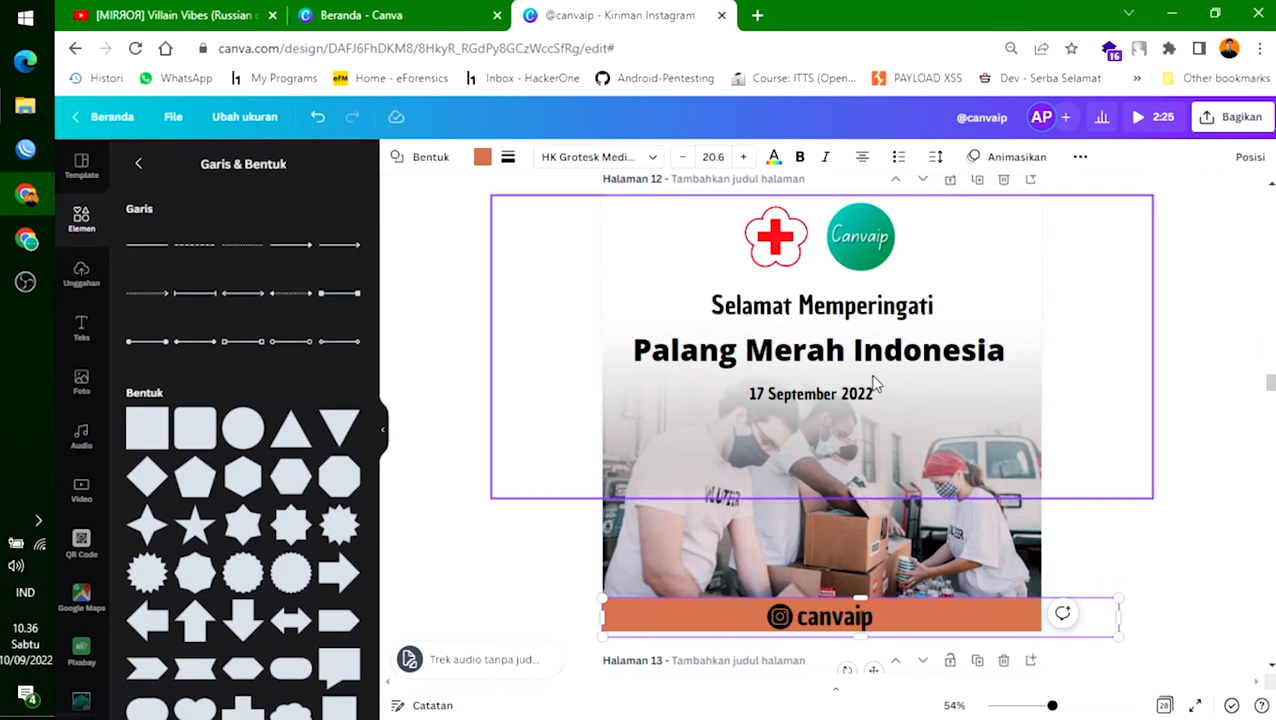 [MIRЯOЯ] Villain Vibes (Russian
Beranda - Canva
@canvaip - Kiriman Instagram
canva.com/design/DAFJ6FhDKM8/8HkyR_RGdPy8GCzWccSfRg/edit#
Histori
WhatsApp
My Programs
Home - eForensics
Inbox - HackerOne
Android-Pentesting
Course: ITTS (Open...
PAYLOAD XSS
Dev - Serba Selamat
Other bookmarks
16
Beranda
File
Ubah ukuran
@canvaip
AP
2:25
Bagikan
Template
Elemen
Unggahan
Teks
Foto
Audio
Video
QR Code
Google Maps
Pixabay
Garis & Bentuk
Garis
Bentuk
Bentuk
HK Grotesk Medi...
20.6
A
B
I
Animasikan
Posisi
Halaman 12 - Tambahkan judul halaman
Canvaip
Selamat Memperingati
Palang Merah Indonesia
17 September 2022
canvaip
Halaman 13 - Tambahkan judul halaman
Trek audio tanpa jud...
Catatan
54%
28
IND
10.36
Sabtu
10/09/2022
4